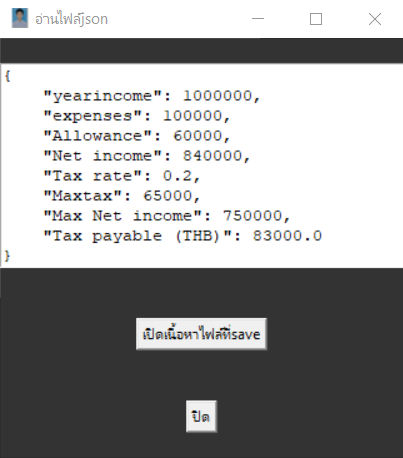 อ่านไฟล์json
{
    "yearincome": 1000000,
    "expenses": 100000,
    "Allowance": 60000,
    "Net income": 840000,
    "Tax rate": 0.2,
    "Maxtax": 65000,
    "Max Net income": 750000,
    "Tax payable (THB)": 83000.0
}
เปิดเนื้อหาไฟล์ที่save
ปิด